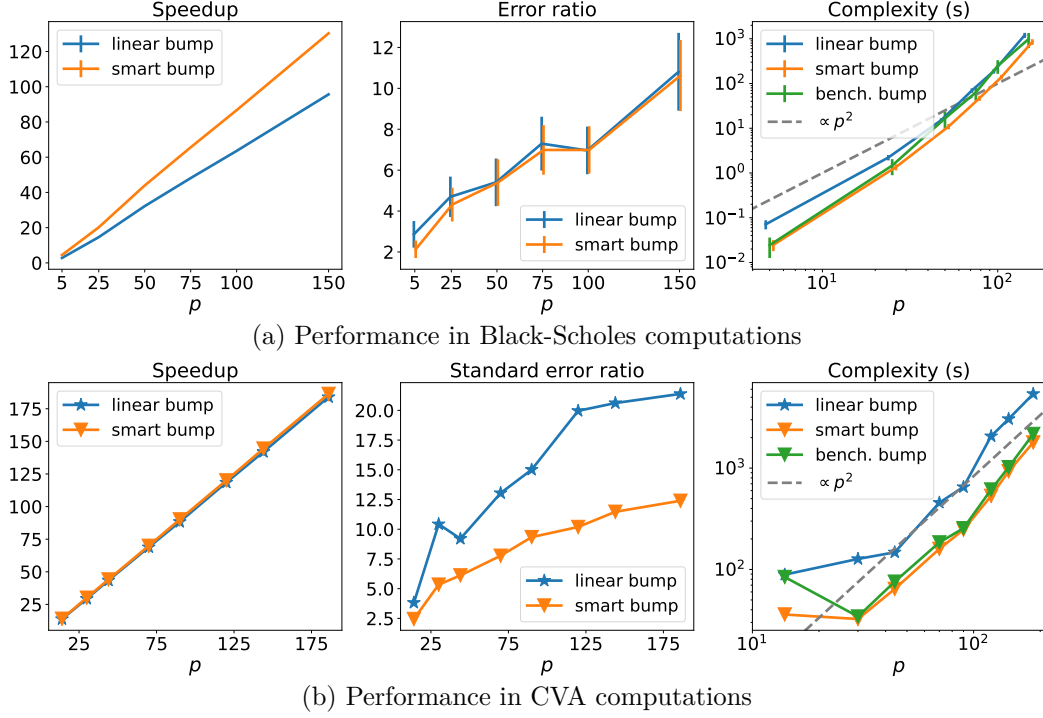 Speedup
linear bump
smart bump
120
100
80
60
40
20
0
5 25 50 75 100 150
p
Error ratio
12
10
8
6
4
2
linear bump
smart bump
5 25 50 75 100 150
p
Complexity (s)
linear bump
smart bump
bench. bump
∝ p²
10³
10²
10¹
10⁰
10⁻¹
10⁻²
10¹ 10²
p
(a) Performance in Black-Scholes computations
Speedup
linear bump
smart bump
175
150
125
100
75
50
25
25 75 125 175
p
Standard error ratio
20.0
17.5
15.0
12.5
10.0
7.5
5.0
2.5
linear bump
smart bump
25 75 125 175
p
Complexity (s)
linear bump
smart bump
bench. bump
∝ p²
10³
10²
10¹ 10²
p
(b) Performance in CVA computations